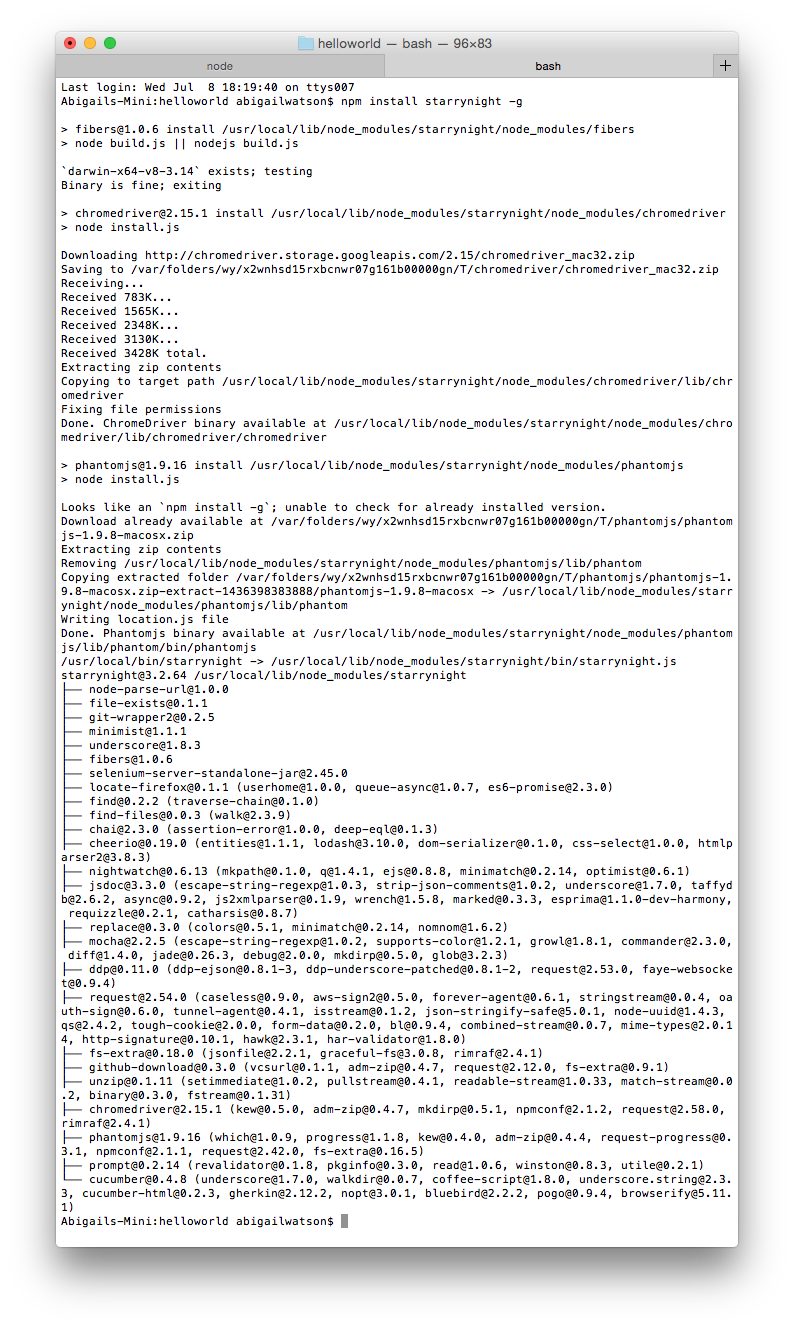 helloworld — bash — 96×83
node
bash
+
Last login: Wed Jul  8 18:19:40 on ttys007
Abigails-Mini:helloworld abigailwatson$ npm install starrynight -g
> fibers@1.0.6 install /usr/local/lib/node_modules/starrynight/node_modules/fibers
> node build.js || nodejs build.js
`darwin-x64-v8-3.14` exists; testing
Binary is fine; exiting
> chromedriver@2.15.1 install /usr/local/lib/node_modules/starrynight/node_modules/chromedriver
> node install.js
Downloading http://chromedriver.storage.googleapis.com/2.15/chromedriver_mac32.zip
Saving to /var/folders/wy/x2wnhsd15rxbcnwr07g161b00000gn/T/chromedriver/chromedriver_mac32.zip
Receiving...
Received 783K...
Received 1565K...
Received 2348K...
Received 3130K...
Received 3428K total.
Extracting zip contents
Copying to target path /usr/local/lib/node_modules/starrynight/node_modules/chromedriver/lib/chr
omedriver
Fixing file permissions
Done. ChromeDriver binary available at /usr/local/lib/node_modules/starrynight/node_modules/chro
medriver/lib/chromedriver/chromedriver
> phantomjs@1.9.16 install /usr/local/lib/node_modules/starrynight/node_modules/phantomjs
> node install.js
Looks like an `npm install -g`; unable to check for already installed version.
Download already available at /var/folders/wy/x2wnhsd15rxbcnwr07g161b00000gn/T/phantomjs/phantom
js-1.9.8-macosx.zip
Extracting zip contents
Removing /usr/local/lib/node_modules/starrynight/node_modules/phantomjs/lib/phantom
Copying extracted folder /var/folders/wy/x2wnhsd15rxbcnwr07g161b00000gn/T/phantomjs/phantomjs-1.
9.8-macosx.zip-extract-1436398383888/phantomjs-1.9.8-macosx -> /usr/local/lib/node_modules/starr
ynight/node_modules/phantomjs/lib/phantom
Writing location.js file
Done. Phantomjs binary available at /usr/local/lib/node_modules/starrynight/node_modules/phantom
js/lib/phantom/bin/phantomjs
/usr/local/bin/starrynight -> /usr/local/lib/node_modules/starrynight/bin/starrynight.js
starrynight@3.2.64 /usr/local/lib/node_modules/starrynight
├── node-parse-url@1.0.0
├── file-exists@0.1.1
├── git-wrapper2@0.2.5
├── minimist@1.1.1
├── underscore@1.8.3
├── fibers@1.0.6
├── selenium-server-standalone-jar@2.45.0
├── locate-firefox@0.1.1 (userhome@1.0.0, queue-async@1.0.7, es6-promise@2.3.0)
├── find@0.2.2 (traverse-chain@0.1.0)
├── find-files@0.0.3 (walk@2.3.9)
├── chai@2.3.0 (assertion-error@1.0.0, deep-eql@0.1.3)
├── cheerio@0.19.0 (entities@1.1.1, lodash@3.10.0, dom-serializer@0.1.0, css-select@1.0.0, htmlp
arser2@3.8.3)
├── nightwatch@0.6.13 (mkpath@0.1.0, q@1.4.1, ejs@0.8.8, minimatch@0.2.14, optimist@0.6.1)
├── jsdoc@3.3.0 (escape-string-regexp@1.0.3, strip-json-comments@1.0.2, underscore@1.7.0, taffyd
b@2.6.2, async@0.9.2, js2xmlparser@0.1.9, wrench@1.5.8, marked@0.3.3, esprima@1.1.0-dev-harmony,
 requizzle@0.2.1, catharsis@0.8.7)
├── replace@0.3.0 (colors@0.5.1, minimatch@0.2.14, nomnom@1.6.2)
├── mocha@2.2.5 (escape-string-regexp@1.0.2, supports-color@1.2.1, growl@1.8.1, commander@2.3.0,
 diff@1.4.0, jade@0.26.3, debug@2.0.0, mkdirp@0.5.0, glob@3.2.3)
├── ddp@0.11.0 (ddp-ejson@0.8.1-3, ddp-underscore-patched@0.8.1-2, request@2.53.0, faye-websocke
t@0.9.4)
├── request@2.54.0 (caseless@0.9.0, aws-sign2@0.5.0, forever-agent@0.6.1, stringstream@0.0.4, oa
uth-sign@0.6.0, tunnel-agent@0.4.1, isstream@0.1.2, json-stringify-safe@5.0.1, node-uuid@1.4.3,
qs@2.4.2, tough-cookie@2.0.0, form-data@0.2.0, bl@0.9.4, combined-stream@0.0.7, mime-types@2.0.1
4, http-signature@0.10.1, hawk@2.3.1, har-validator@1.8.0)
├── fs-extra@0.18.0 (jsonfile@2.2.1, graceful-fs@3.0.8, rimraf@2.4.1)
├── github-download@0.3.0 (vcsurl@0.1.1, adm-zip@0.4.7, request@2.12.0, fs-extra@0.9.1)
├── unzip@0.1.11 (setimmediate@1.0.2, pullstream@0.4.1, readable-stream@1.0.33, match-stream@0.0
.2, binary@0.3.0, fstream@0.1.31)
├── chromedriver@2.15.1 (kew@0.5.0, adm-zip@0.4.7, mkdirp@0.5.1, npmconf@2.1.2, request@2.58.0,
rimraf@2.4.1)
├── phantomjs@1.9.16 (which@1.0.9, progress@1.1.8, kew@0.4.0, adm-zip@0.4.4, request-progress@0.
3.1, npmconf@2.1.1, request@2.42.0, fs-extra@0.16.5)
├── prompt@0.2.14 (revalidator@0.1.8, pkginfo@0.3.0, read@1.0.6, winston@0.8.3, utile@0.2.1)
└── cucumber@0.4.8 (underscore@1.7.0, walkdir@0.0.7, coffee-script@1.8.0, underscore.string@2.3.
3, cucumber-html@0.2.3, gherkin@2.12.2, nopt@3.0.1, bluebird@2.2.2, pogo@0.9.4, browserify@5.11.
1)
Abigails-Mini:helloworld abigailwatson$